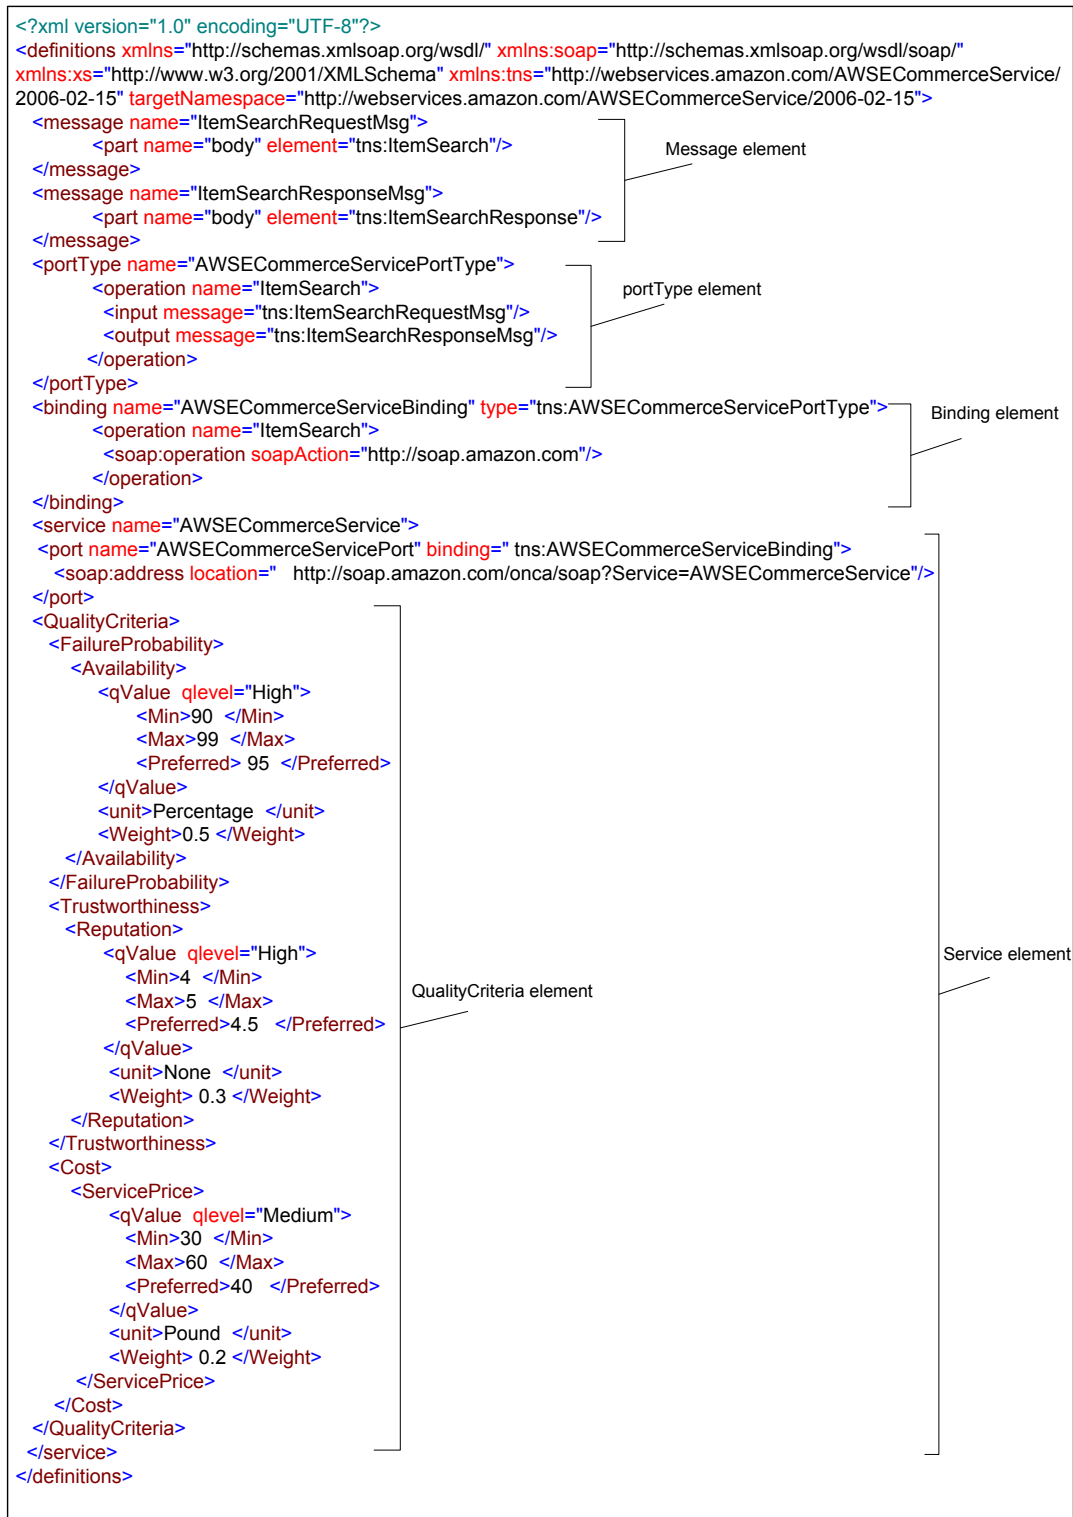 <?xml version="1.0" encoding="UTF-8"?>
<definitions xmlns="http://schemas.xmlsoap.org/wsdl/" xmlns:soap="http://schemas.xmlsoap.org/wsdl/soap/"
xmlns:xs="http://www.w3.org/2001/XMLSchema" xmlns:tns="http://webservices.amazon.com/AWSECommerceService/
2006-02-15" targetNamespace="http://webservices.amazon.com/AWSECommerceService/2006-02-15">
<message name="ItemSearchRequestMsg">
<part name="body" element="tns:ItemSearch"/>
Message element
</message>
<message name="ItemSearchResponseMsg">
<part name="body" element="tns:ItemSearchResponse"/>
</message>
<portType name="AWSECommerceServicePortType">
<operation name="ItemSearch">
portType element
<input message="tns:ItemSearchRequestMsg"/>
<output message="tns:ItemSearchResponseMsg"/>
</operation>
</portType>
<binding name="AWSECommerceServiceBinding" type="tns:AWSECommerceServicePortType">
Binding element
<operation name="ItemSearch">
<soap:operation soapAction="http://soap.amazon.com"/>
</operation>
</binding>
<service name="AWSECommerceService">
<port name="AWSECommerceServicePort" binding=" tns:AWSECommerceServiceBinding">
<soap:address location="   http://soap.amazon.com/onca/soap?Service=AWSECommerceService"/>
</port>
<QualityCriteria>
<FailureProbability>
<Availability>
<qValue  qlevel="High">
<Min>90  </Min>
<Max>99  </Max>
<Preferred> 95  </Preferred>
</qValue>
<unit>Percentage  </unit>
<Weight>0.5 </Weight>
</Availability>
</FailureProbability>
<Trustworthiness>
<Reputation>
<qValue  qlevel="High">
Service element
<Min>4  </Min>
<Max>5  </Max>
QualityCriteria element
<Preferred>4.5   </Preferred>
</qValue>
<unit>None  </unit>
<Weight> 0.3 </Weight>
</Reputation>
</Trustworthiness>
<Cost>
<ServicePrice>
<qValue  qlevel="Medium">
<Min>30  </Min>
<Max>60  </Max>
<Preferred>40   </Preferred>
</qValue>
<unit>Pound  </unit>
<Weight> 0.2 </Weight>
</ServicePrice>
</Cost>
</QualityCriteria>
</service>
</definitions>